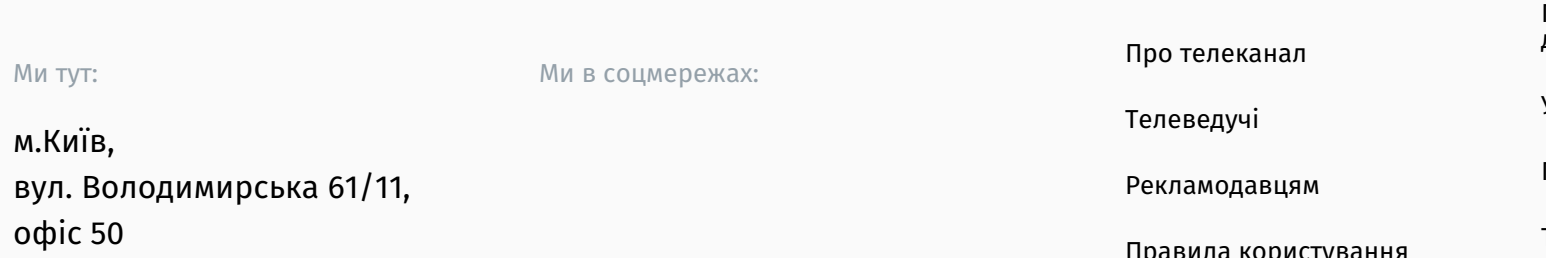 Ми тут:
м.Київ,
вул. Володимирська 61/11,
офіс 50
Ми в соцмережах:
Про телеканал
Телеведучі
Рекламодавцям
Правила користування